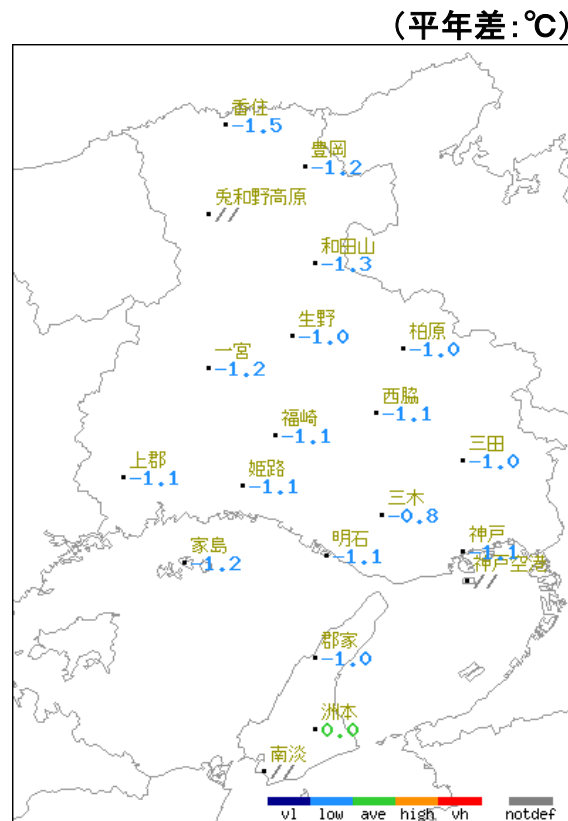 (平年差:℃)
香住
-1.5
豊岡
-1.2
兎和野高原
//
和田山
-1.3
生野
-1.0
柏原
-1.0
一宮
-1.2
西脇
-1.1
福崎
-1.1
三田
-1.0
上郡
-1.1
姫路
-1.1
三木
-0.8
家島
-1.2
明石
-1.1
神戸
-1.1
神戸空港
//
郡家
-1.0
洲本
0.0
南淡
//
vl low ave high vh notdef